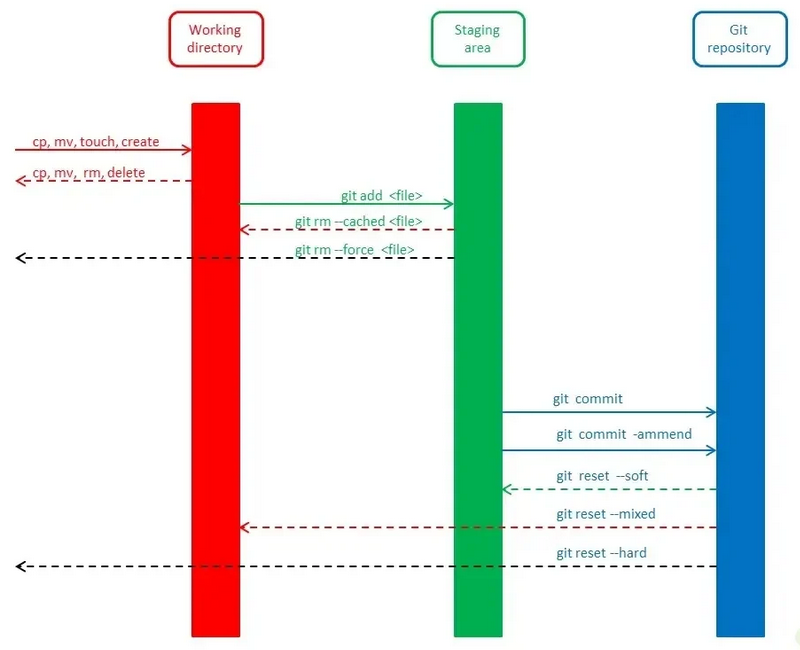 Working
directory
Staging
area
Git
repository
cp, mv, touch, create
cp, mv, rm, delete
git add <file>
git rm --cached <file>
git rm --force <file>
git commit
git commit -ammend
git reset --soft
git reset --mixed
git reset --hard